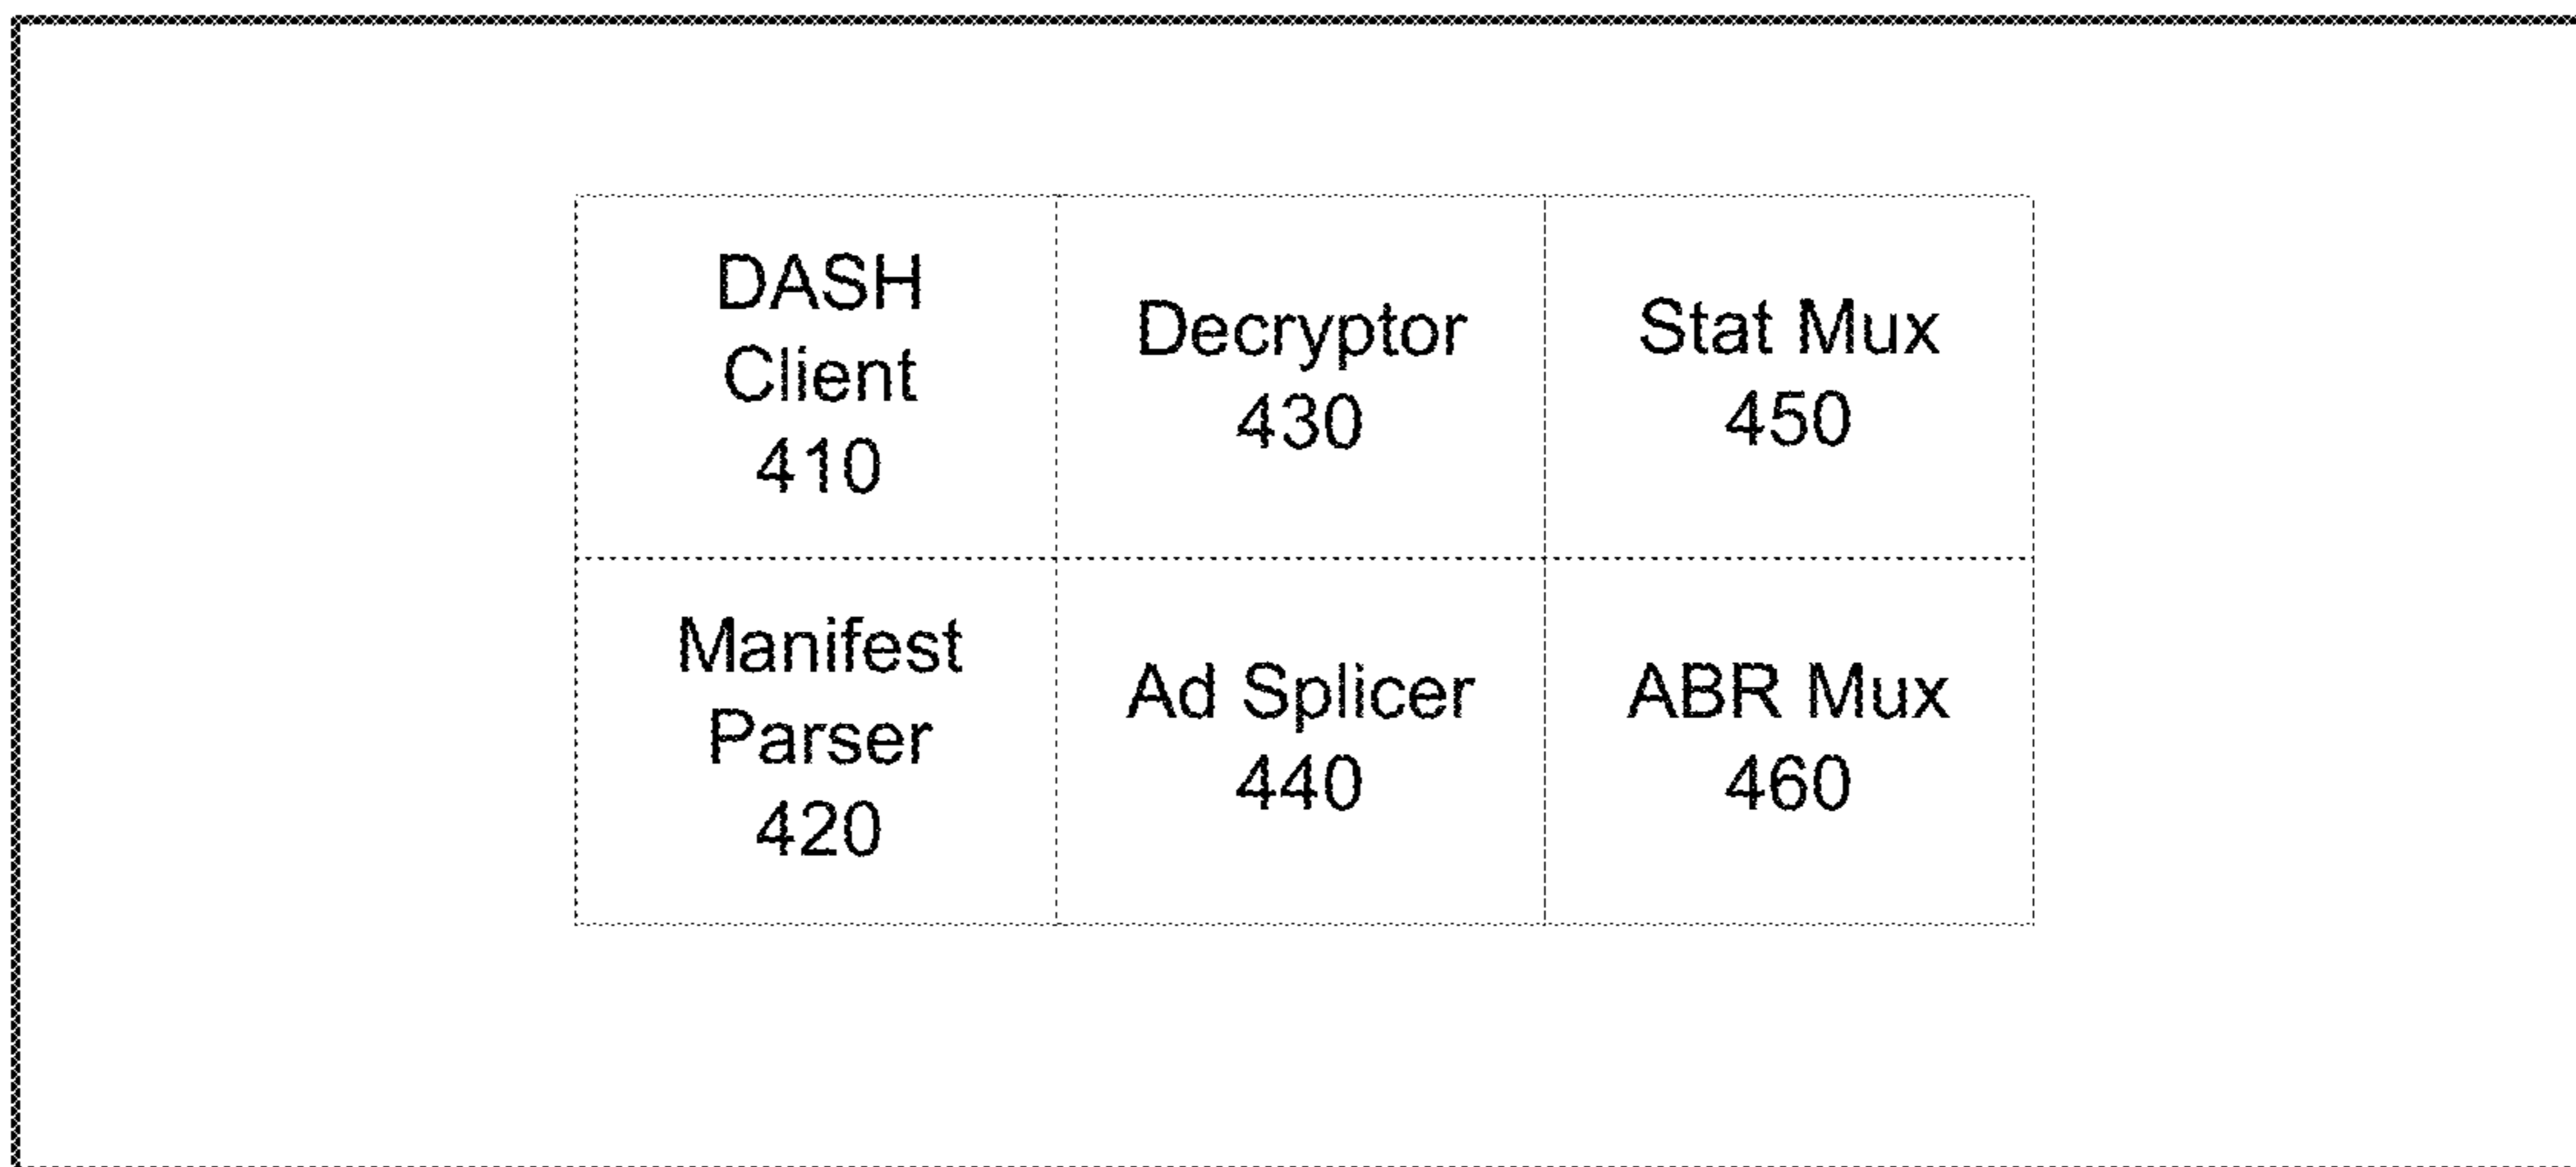 DASH
Client
410
Decryptor
430
Stat Mux
450
Manifest
Parser
420
Ad Splicer
440
ABR Mux
460